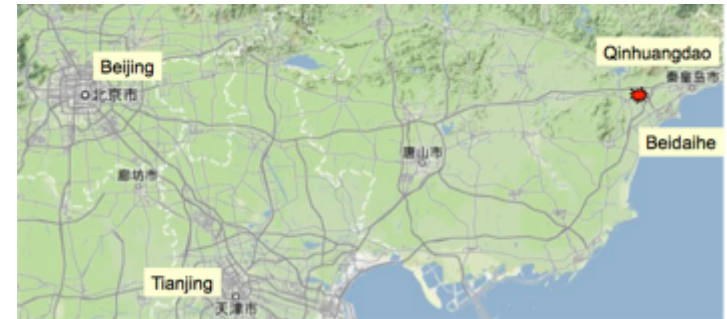 Beijing
北京市
Qinhuangdao
秦皇岛市
Beidaihe
唐山市
廊坊市
Tianjing
天津市